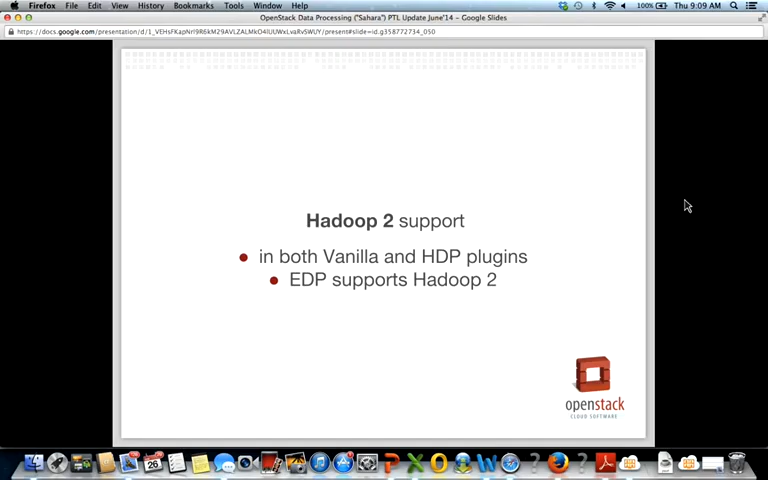 Firefox File Edit View History Bookmarks Tools Window Help 100% Thu 9:09 AM
OpenStack Data Processing ("Sahara") PTL Update June'14 – Google Slides
Hadoop 2 support
in both Vanilla and HDP plugins
EDP supports Hadoop 2
openstack
CLOUD SOFTWARE